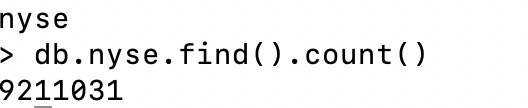 nyse
> db.nyse.find().count()
9211031